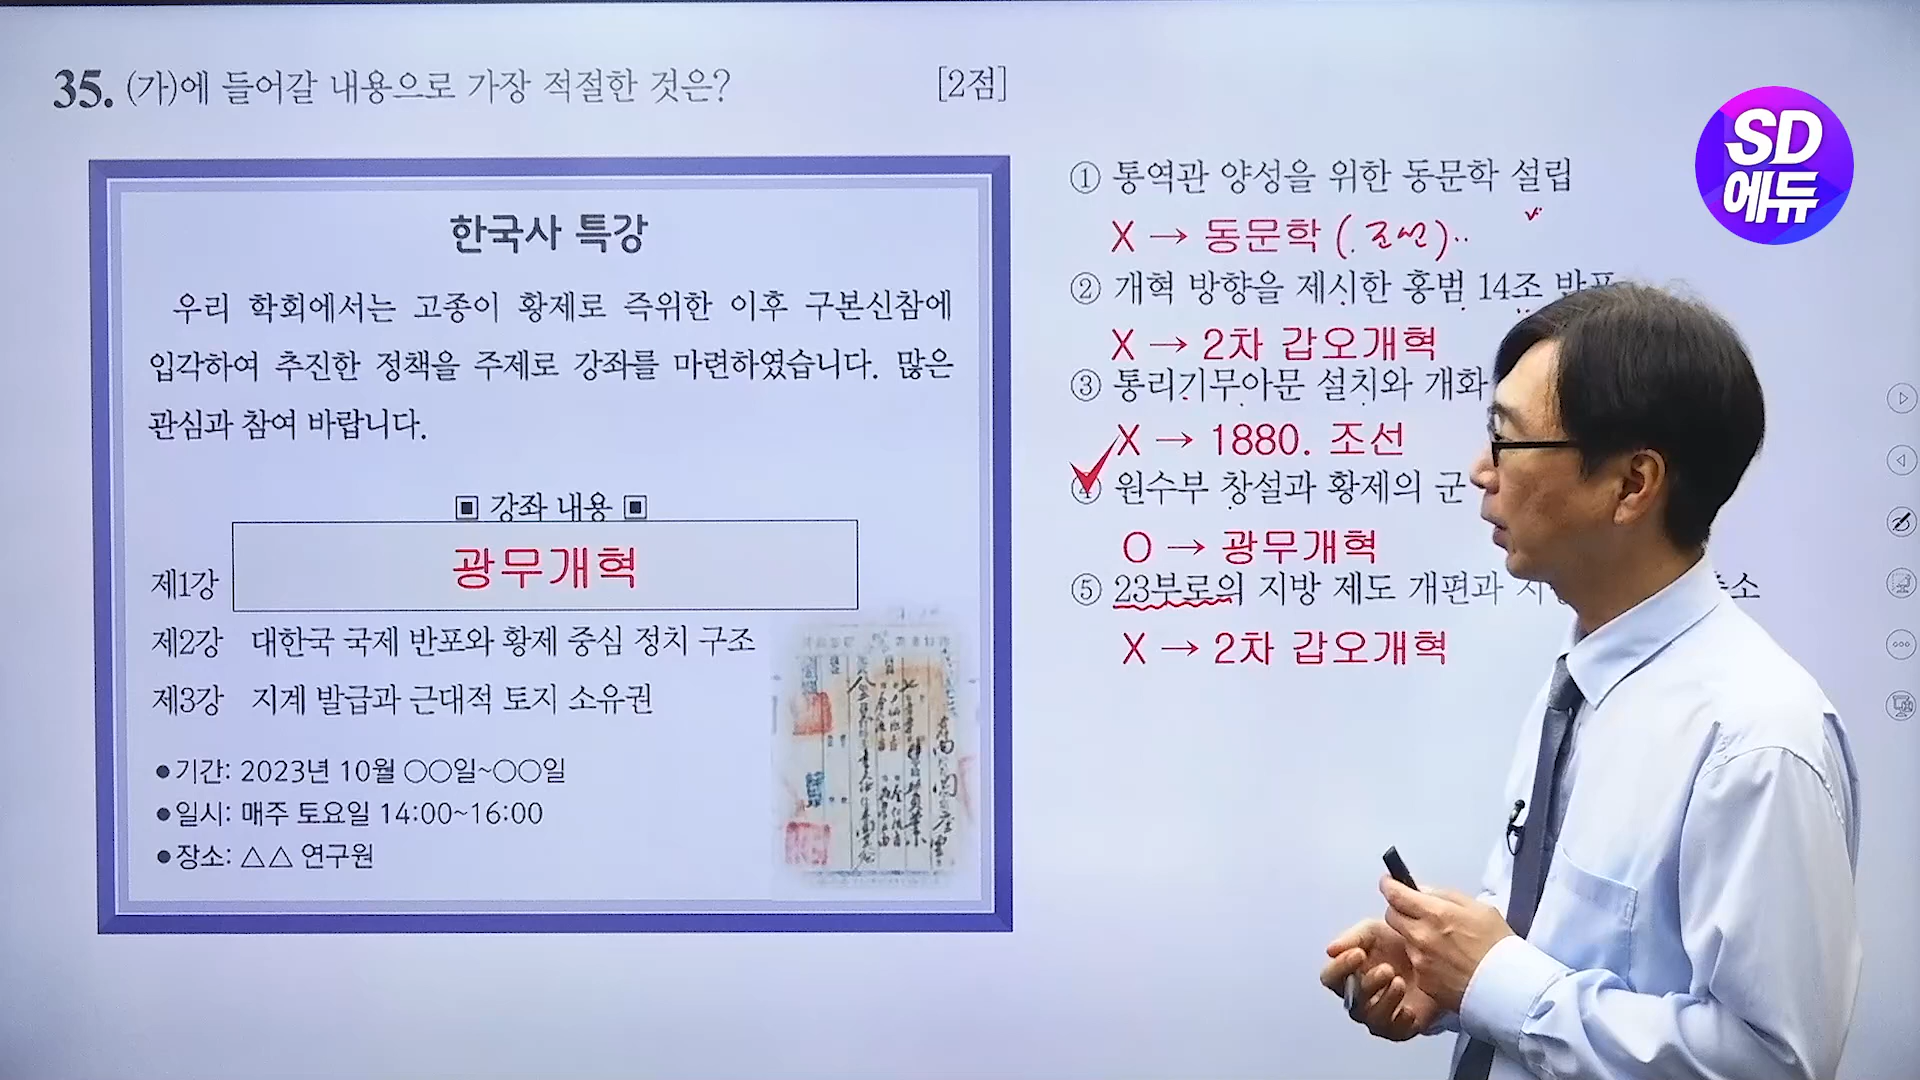 35. (가)에 들어갈 내용으로 가장 적절한 것은? [2점]
한국사 특강
우리 학회에서는 고종이 황제로 즉위한 이후 구본신참에
입각하여 추진한 정책을 주제로 강좌를 마련하였습니다. 많은
관심과 참여 바랍니다.
▣ 강좌 내용 ▣
제1강 광무개혁
제2강 대한국 국제 반포와 황제 중심 정치 구조
제3강 지계 발급과 근대적 토지 소유권
●기간: 2023년 10월 ○○일~○○일
●일시: 매주 토요일 14:00~16:00
●장소: △△ 연구원
① 통역관 양성을 위한 동문학 설립
X → 동문학 (조선)
② 개혁 방향을 제시한 홍범 14조 반포
X → 2차 갑오개혁
③ 통리기무아문 설치와 개화
X → 1880. 조선
④ 원수부 창설과 황제의 군
O → 광무개혁
⑤ 23부로의 지방 제도 개편과
X → 2차 갑오개혁
SD
에듀